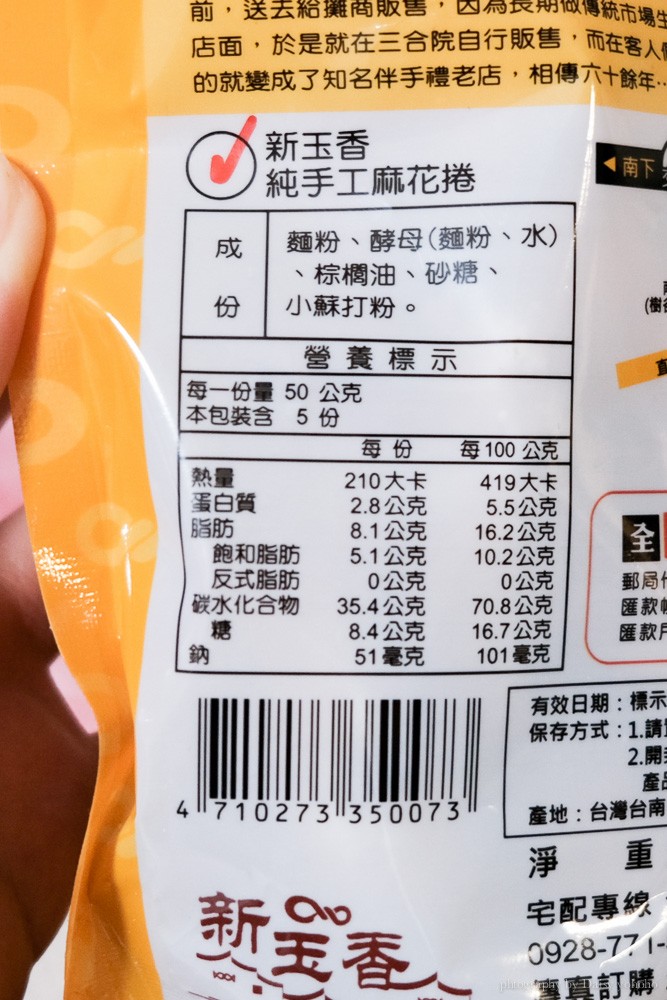 前，送去給攤商販售，因為長期做傳統市場生
店面，於是就在三合院自行販售，而在客人
的就變成了知名伴手禮老店，相傳六十餘年...
新玉香
純手工麻花捲
南下
成份
麵粉、酵母(麵粉、水)
、棕櫚油、砂糖、
小蘇打粉。
營養標示
每一份量 50 公克
本包裝含 5 份
每份 每100公克
熱量 210大卡 419大卡
蛋白質 2.8公克 5.5公克
脂肪 8.1公克 16.2公克
飽和脂肪 5.1公克 10.2公克
反式脂肪 0公克 0公克
碳水化合物 35.4公克 70.8公克
糖 8.4公克 16.7公克
鈉 51毫克 101毫克
全
郵局
匯款
匯款
4 710273 350073
有效日期：標示
保存方式：1.請
2.開
產品
產地：台灣台南
淨 重
宅配專線
0928-771-
新玉香
訂購